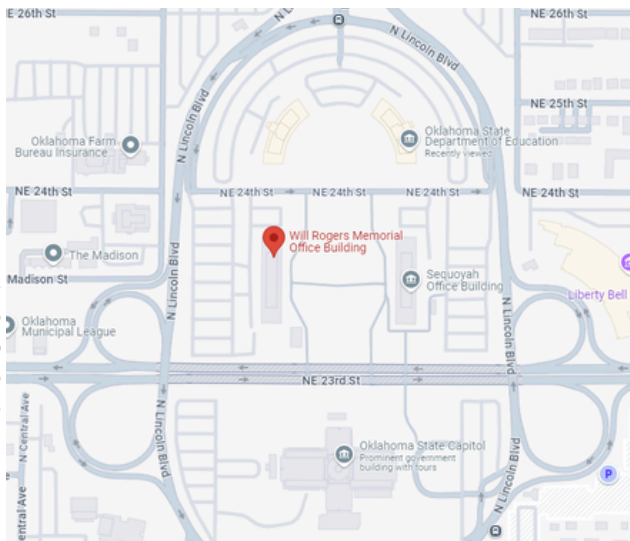 NE 26th St
N Lincoln Blvd
N Lincoln Blvd
NE 26th St
N Lincoln Blvd
NE 25th St
Oklahoma Farm
Bureau Insurance
Oklahoma State
Department of Education
Recently viewed
NE 24th St
NE 24th St
NE 24th St
NE 24th St
NE 24th St
Will Rogers Memorial
Office Building
The Madison
Madison St
N Lincoln Blvd
Sequoyah
Office Building
Liberty Bell
N Lincoln Blvd
Oklahoma
Municipal League
NE 23rd St
N Central Ave
N Lincoln Blvd
Oklahoma State Capitol
Prominent government
building with tours
N Lincoln Blvd
P
entral Ave